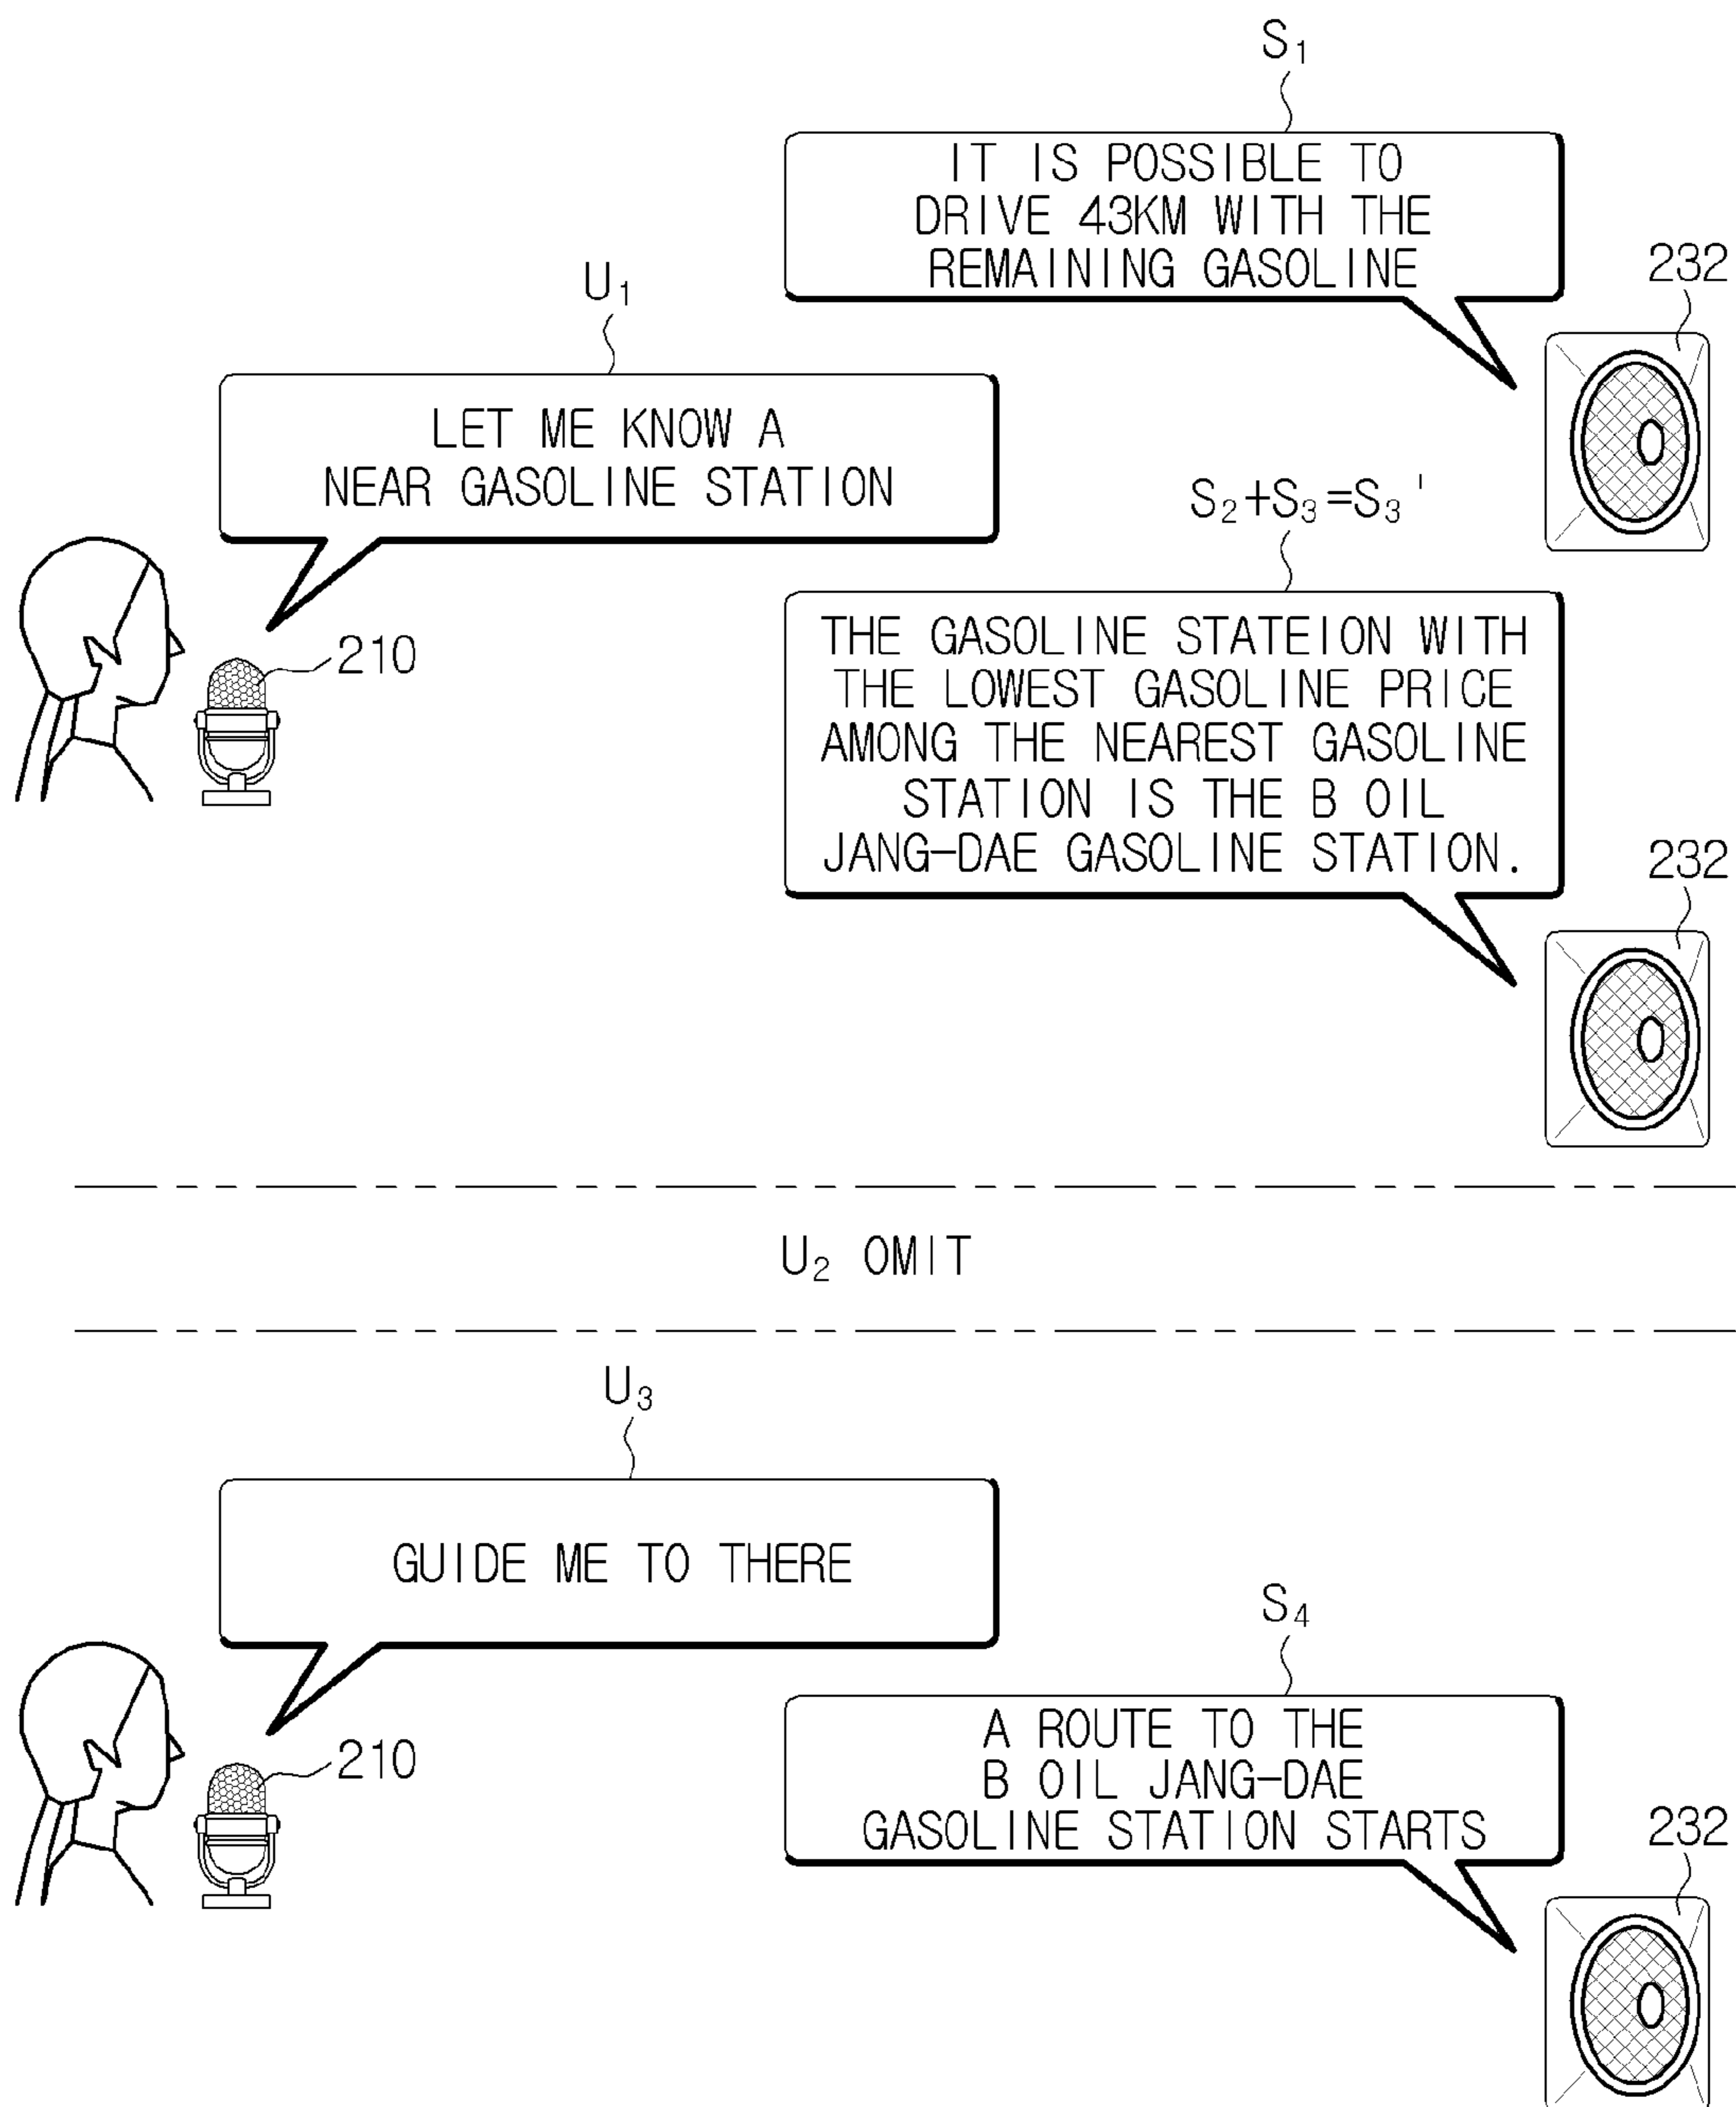 S1
IT IS POSSIBLE TO
DRIVE 43KM WITH THE
REMAINING GASOLINE
232
U1
LET ME KNOW A
NEAR GASOLINE STATION
210
S2+S3=S3'
THE GASOLINE STATEION WITH
THE LOWEST GASOLINE PRICE
AMONG THE NEAREST GASOLINE
STATION IS THE B OIL
JANG-DAE GASOLINE STATION.
232
U2 OMIT
U3
GUIDE ME TO THERE
210
S4
A ROUTE TO THE
B OIL JANG-DAE
GASOLINE STATION STARTS
232